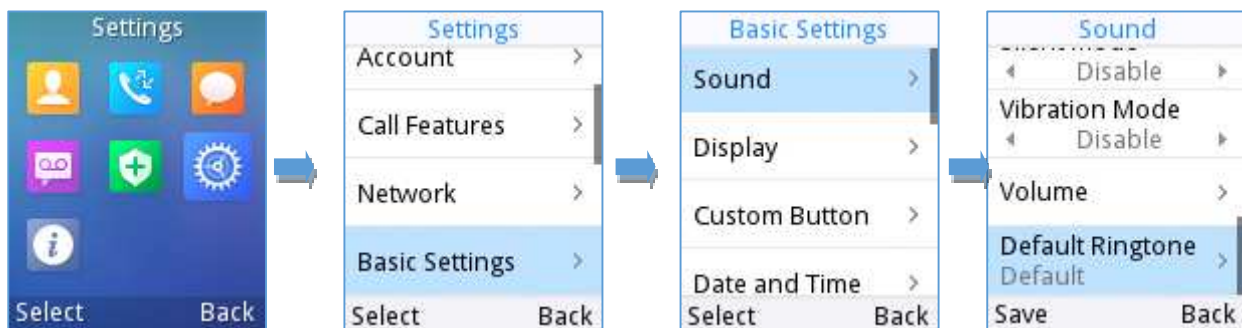 Settings
Select Back
Settings
Account
Call Features
Network
Basic Settings
Select Back
Basic Settings
Sound
Display
Custom Button
Date and Time
Select Back
Sound
Disable
Vibration Mode
Disable
Volume
Default Ringtone
Default
Save Back